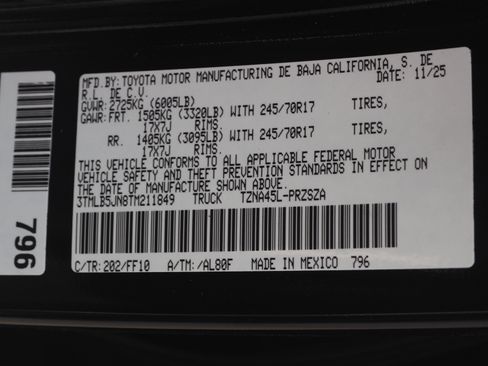 MFD.BY:TOYOTA MOTOR MANUFACTURING DE BAJA CALIFORNIA, S. DE
R.L. DE C.V. DATE: 11/25
GVWR: 2725KG (6005LB)
GAWR: FRT. 1505KG (3320LB) WITH 245/70R17 TIRES,
17X7J RIMS.
RR. 1405KG (3095LB) WITH 245/70R17 TIRES,
17X7J RIMS.
THIS VEHICLE CONFORMS TO ALL APPLICABLE FEDERAL MOTOR
VEHICLE SAFETY AND THEFT PREVENTION STANDARDS IN EFFECT ON
THE DATE OF MANUFACTURE SHOWN ABOVE.
3TMLB5JN8TM211849 TRUCK TZNA45L-PRZSZA
C/TR: 202/FF10 A/TM: /AL80F MADE IN MEXICO 796
796